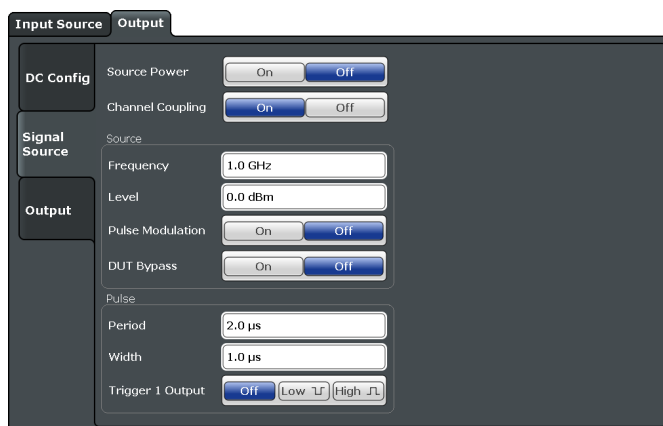 Input Source Output
DC Config
Signal Source
Output
Source Power On Off
Channel Coupling On Off
Source
Frequency 1.0 GHz
Level 0.0 dBm
Pulse Modulation On Off
DUT Bypass On Off
Pulse
Period 2.0 µs
Width 1.0 µs
Trigger 1 Output Off Low High